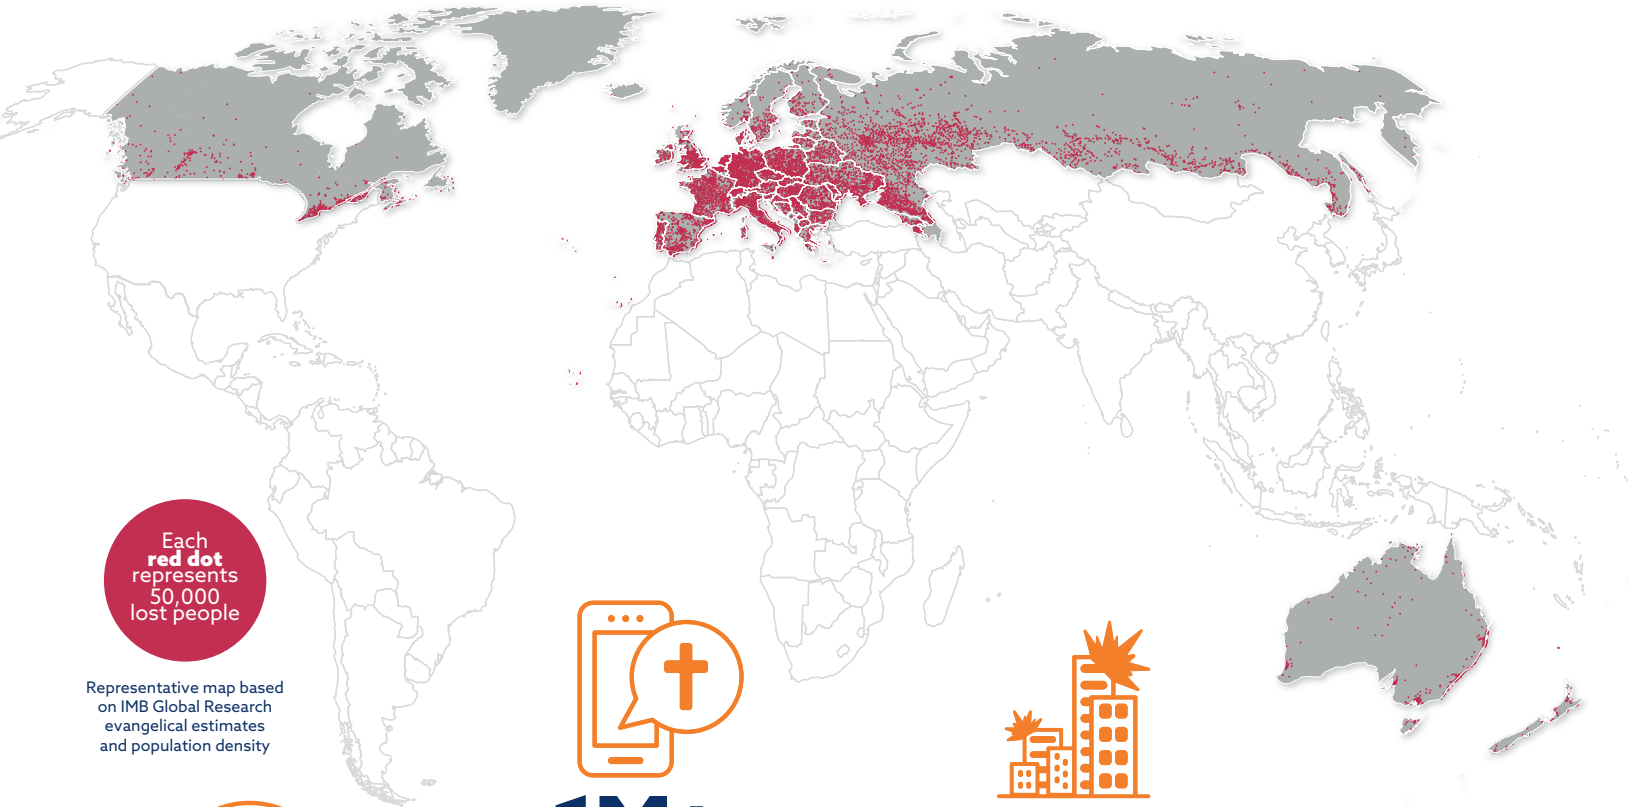 Each
red dot
represents
50,000
lost people
Representative map based
on IMB Global Research
evangelical estimates
and population density